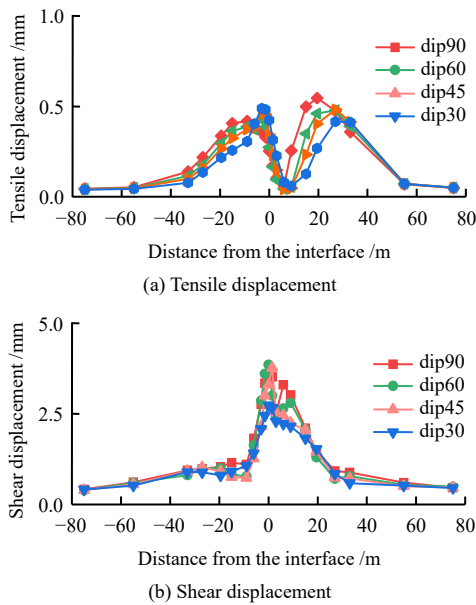 Tensile displacement /mm
1.0
0.5
0.0
dip90
dip60
dip45
dip30
−80 −60 −40 −20 0 20 40 60 80
Distance from the interface /m
(a) Tensile displacement
Shear displacement /mm
5.0
2.5
0.0
dip90
dip60
dip45
dip30
−80 −60 −40 −20 0 20 40 60 80
Distance from the interface /m
(b) Shear displacement